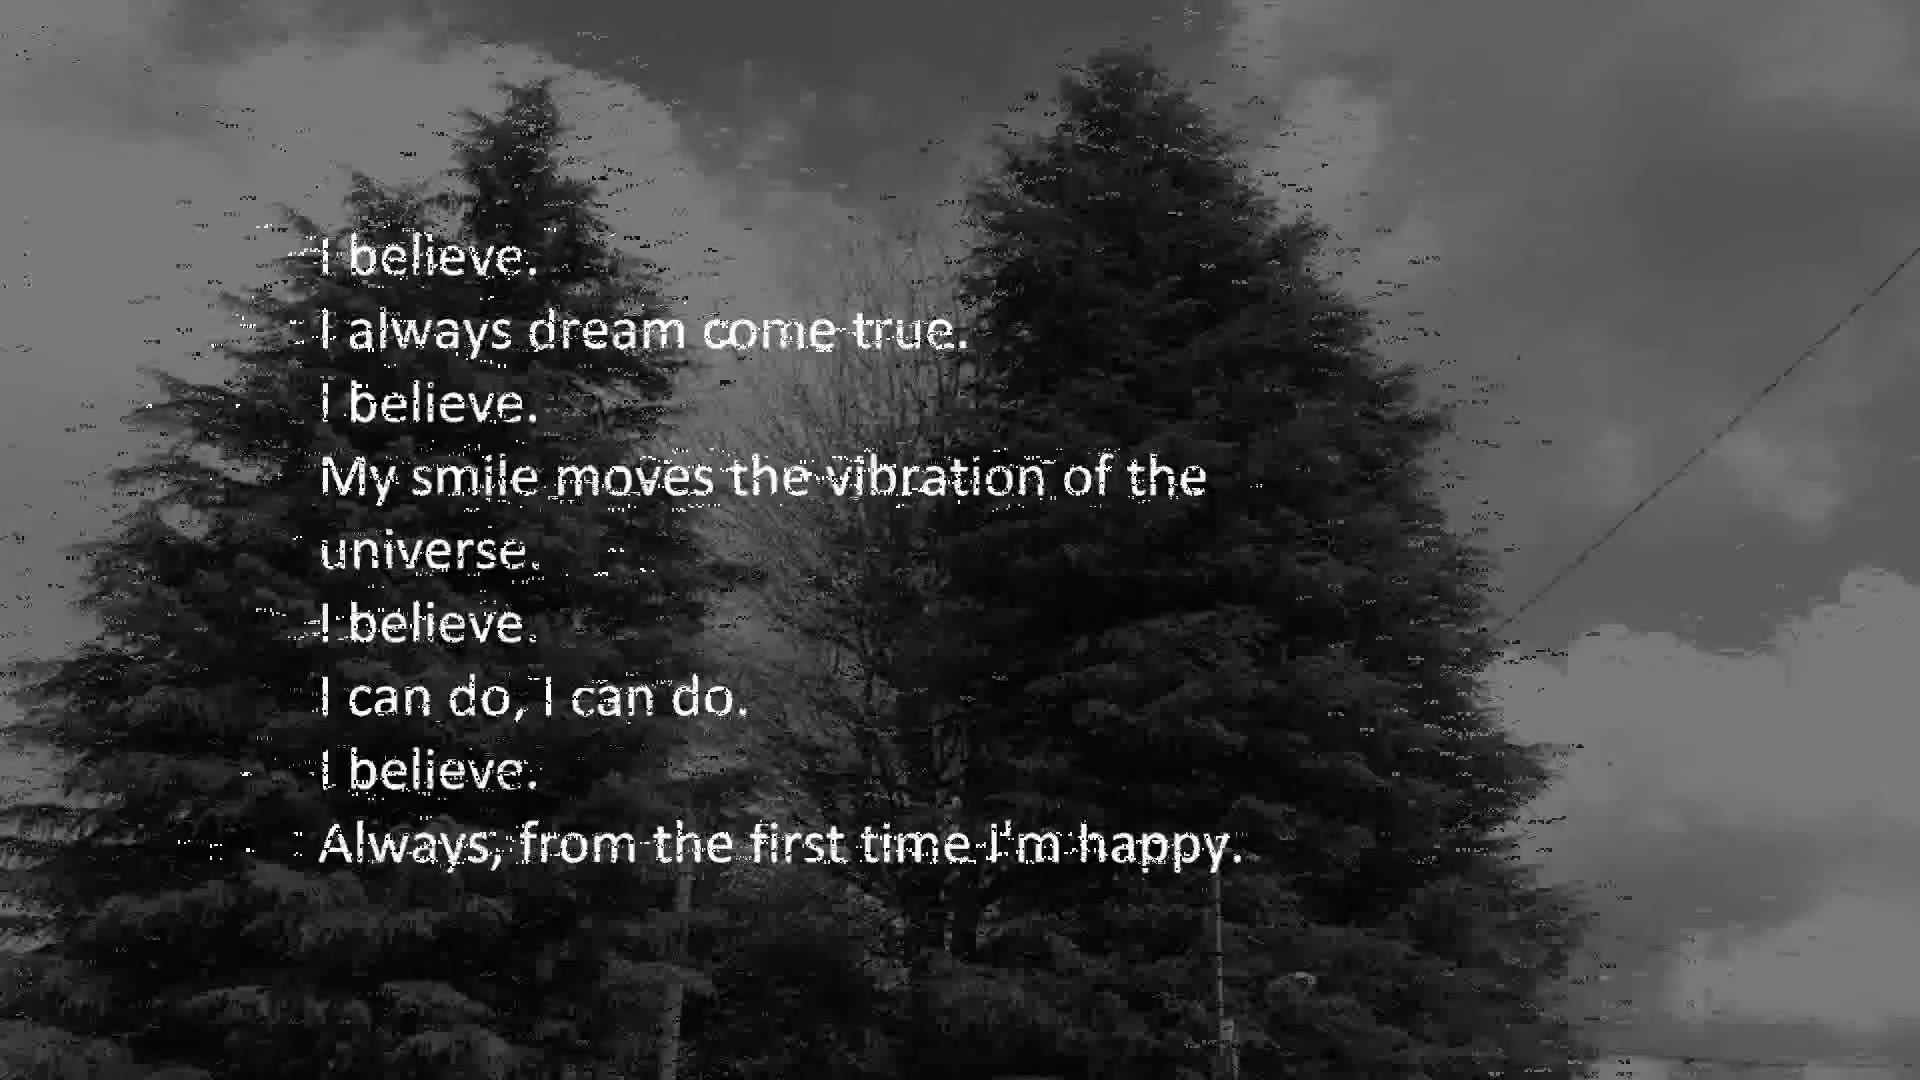 I believe.
I always dream come true.
I believe.
My smile moves the vibration of the
universe.
I believe.
I can do, I can do.
I believe.
Always, from the first time I'm happy.